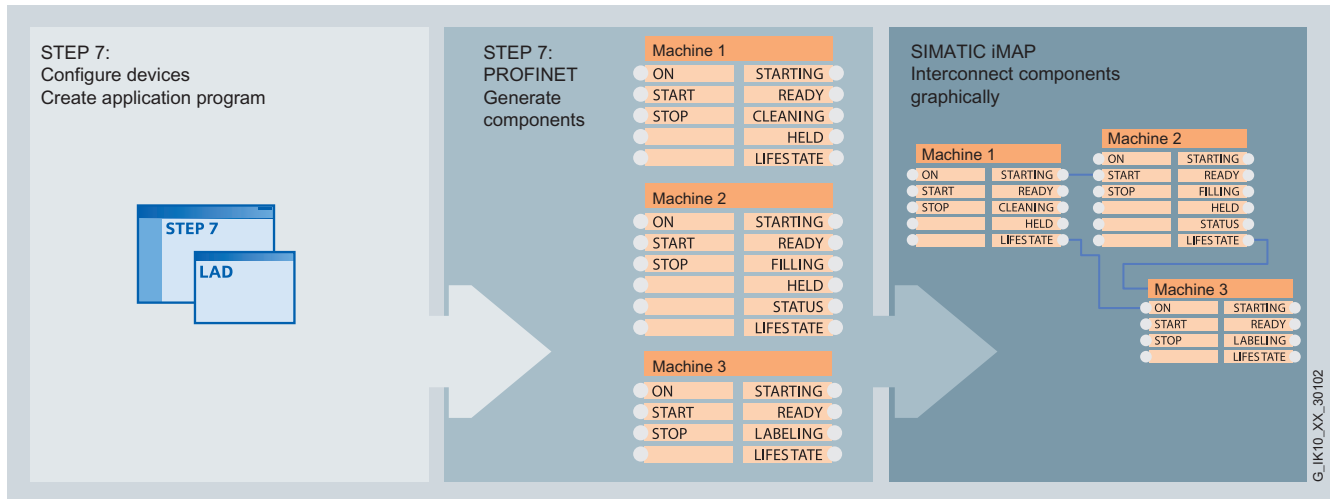 STEP 7:
Configure devices
Create application program
STEP 7
LAD
STEP 7:
PROFINET
Generate
components
Machine 1
ON STARTING
START READY
STOP CLEANING
HELD
LIFESTATE
Machine 2
ON STARTING
START READY
STOP FILLING
HELD
STATUS
LIFESTATE
Machine 3
ON STARTING
START READY
STOP LABELING
LIFESTATE
SIMATIC iMAP
Interconnect components
graphically
Machine 1
ON STARTING
START READY
STOP CLEANING
HELD
LIFESTATE
Machine 2
ON STARTING
START READY
STOP FILLING
HELD
STATUS
LIFESTATE
Machine 3
ON STARTING
START READY
STOP LABELING
LIFESTATE
G_IK10_XX_30102